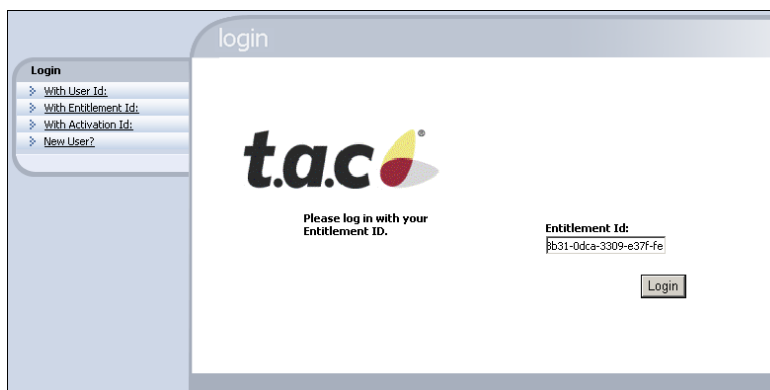 login
Login
With User Id:
With Entitlement Id:
With Activation Id:
New User?
t.a.c®
Please log in with your
Entitlement ID.
Entitlement Id:
3b31-0dca-3309-e37f-fe
Login